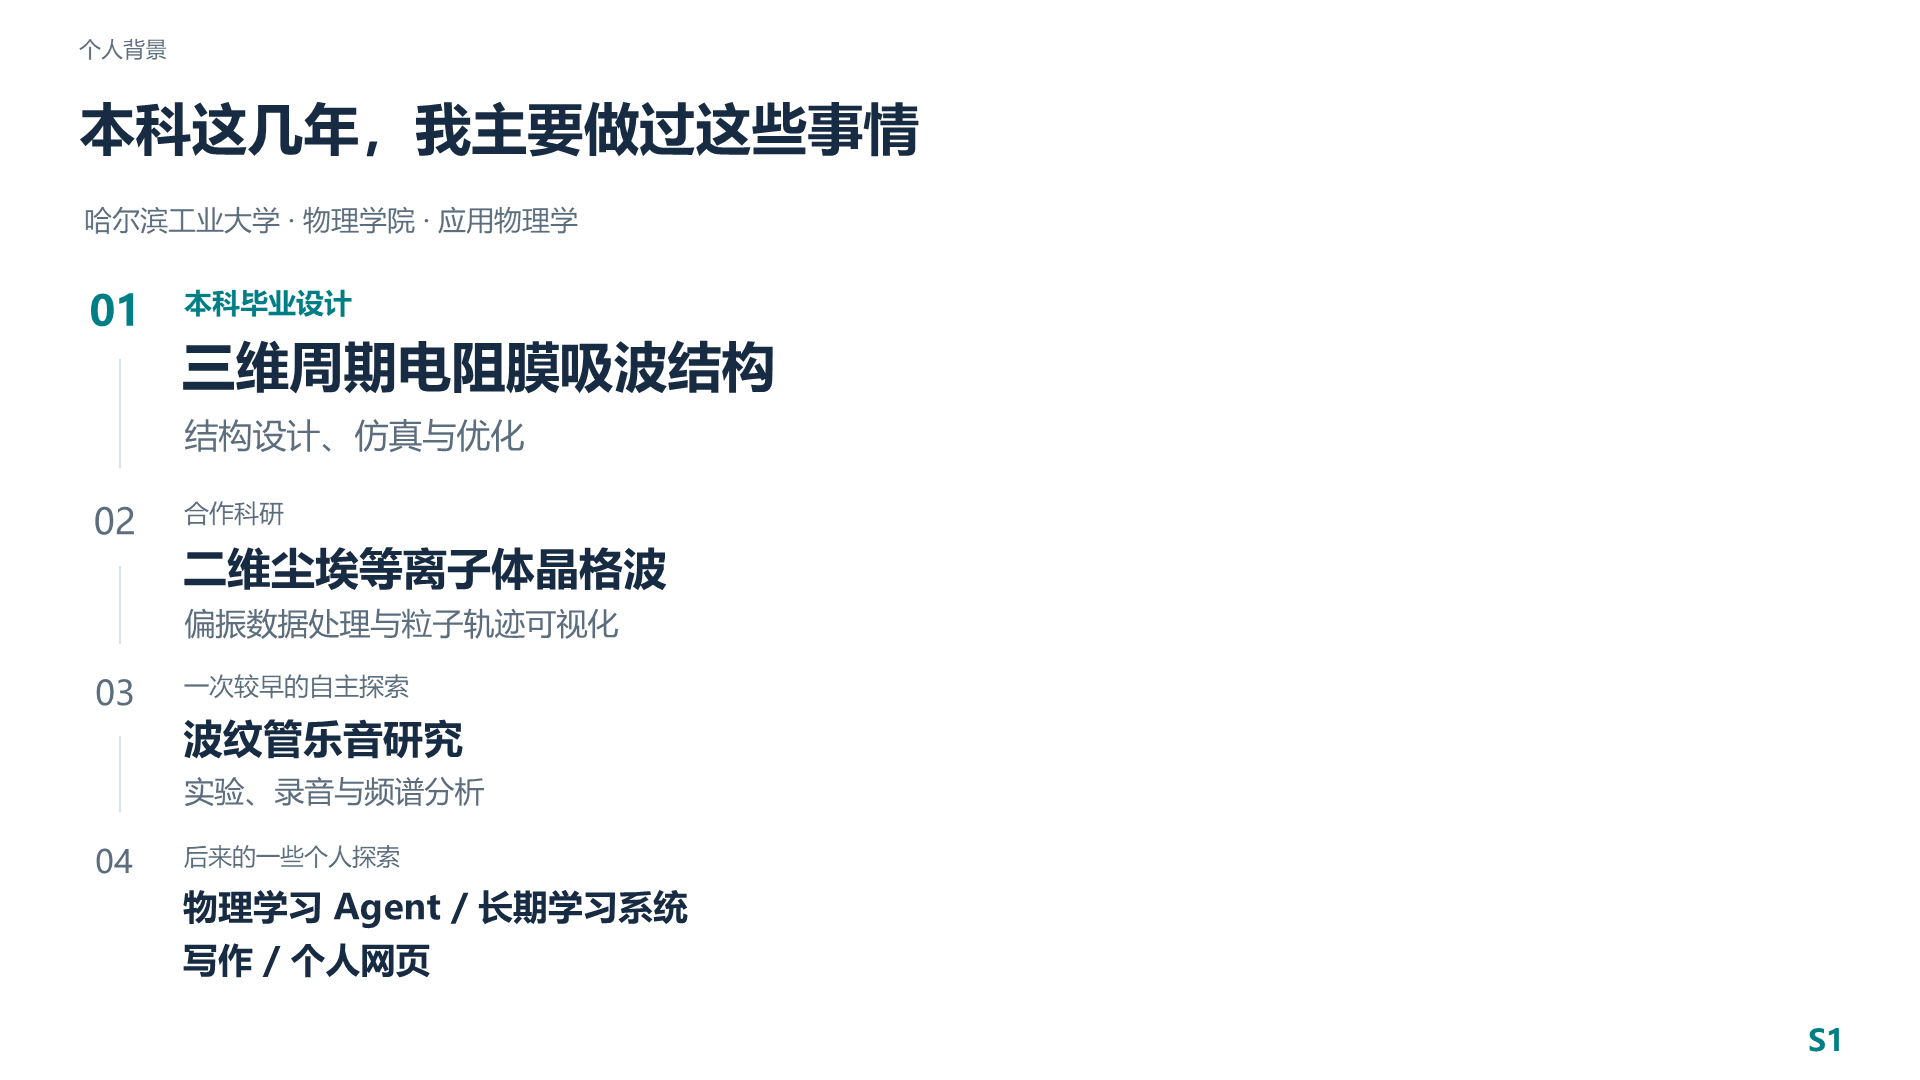 个人背景
本科这几年，我主要做过这些事情
哈尔滨工业大学 · 物理学院 · 应用物理学
01
本科毕业设计
三维周期电阻膜吸波结构
结构设计、仿真与优化
02
合作科研
二维尘埃等离子体晶格波
偏振数据处理与粒子轨迹可视化
03
一次较早的自主探索
波纹管乐音研究
实验、录音与频谱分析
04
后来的一些个人探索
物理学习 Agent / 长期学习系统
写作 / 个人网页
S1